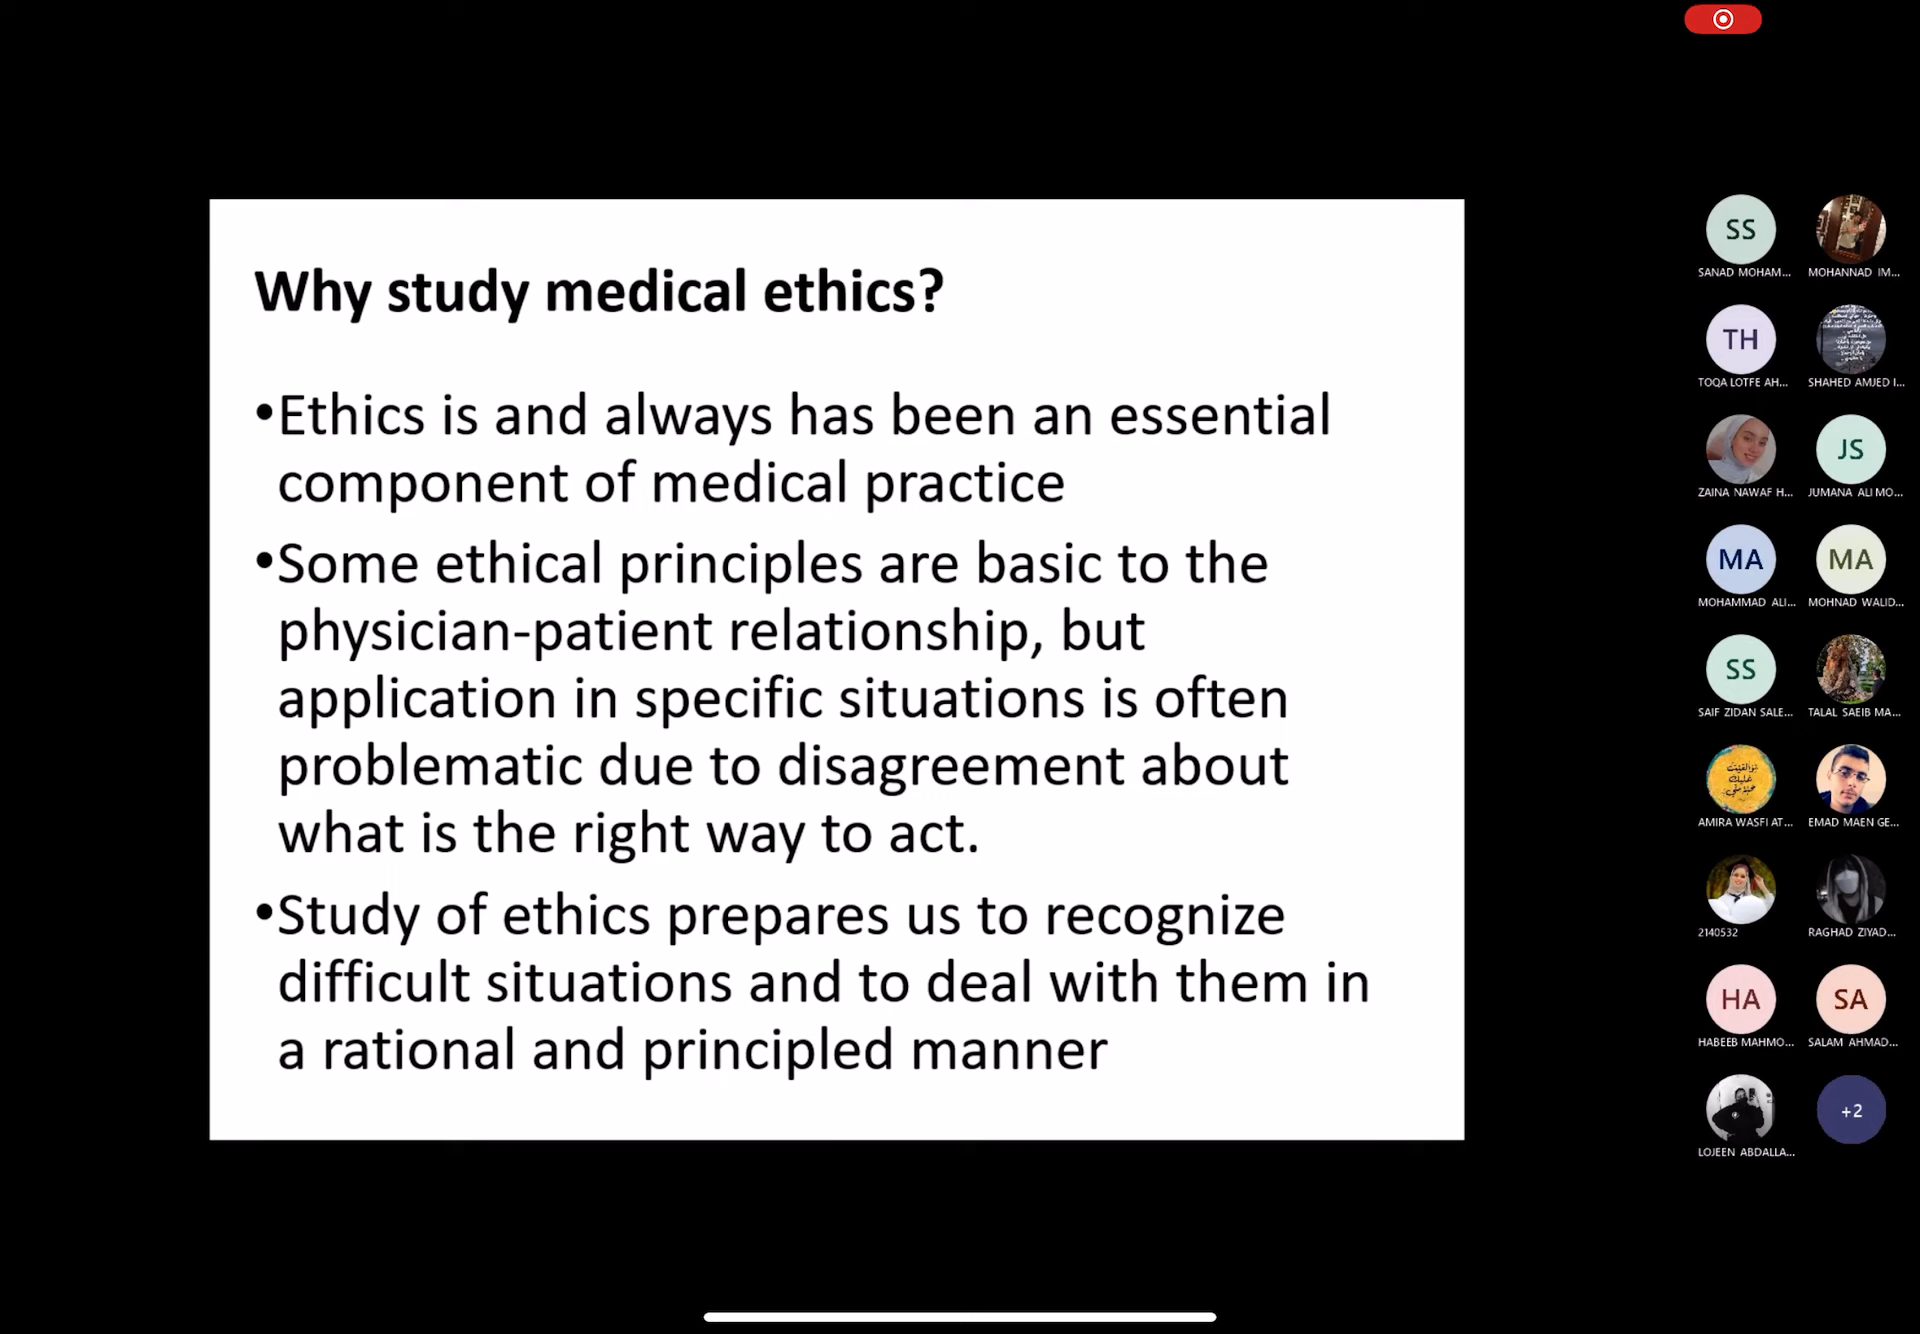 Why study medical ethics?
•Ethics is and always has been an essential
component of medical practice
•Some ethical principles are basic to the
physician-patient relationship, but
application in specific situations is often
problematic due to disagreement about
what is the right way to act.
•Study of ethics prepares us to recognize
difficult situations and to deal with them in
a rational and principled manner
SS
SANAD MOHAM...
MOHANNAD IM...
TH
TOQA LOTFE AH...
SHAHED AMJED I...
ZAINA NAWAF H...
JS
JUMANA ALI MO...
MA
MOHAMMAD ALI...
MA
MOHNAD WALID...
SS
SAIF ZIDAN SALE...
TALAL SAEIB MA...
AMIRA WASFI AT...
EMAD MAEN GE...
2140532
RAGHAD ZIYAD...
HA
HABEEB MAHMO...
SA
SALAM AHMAD...
LOJEEN ABDALLA...
+2